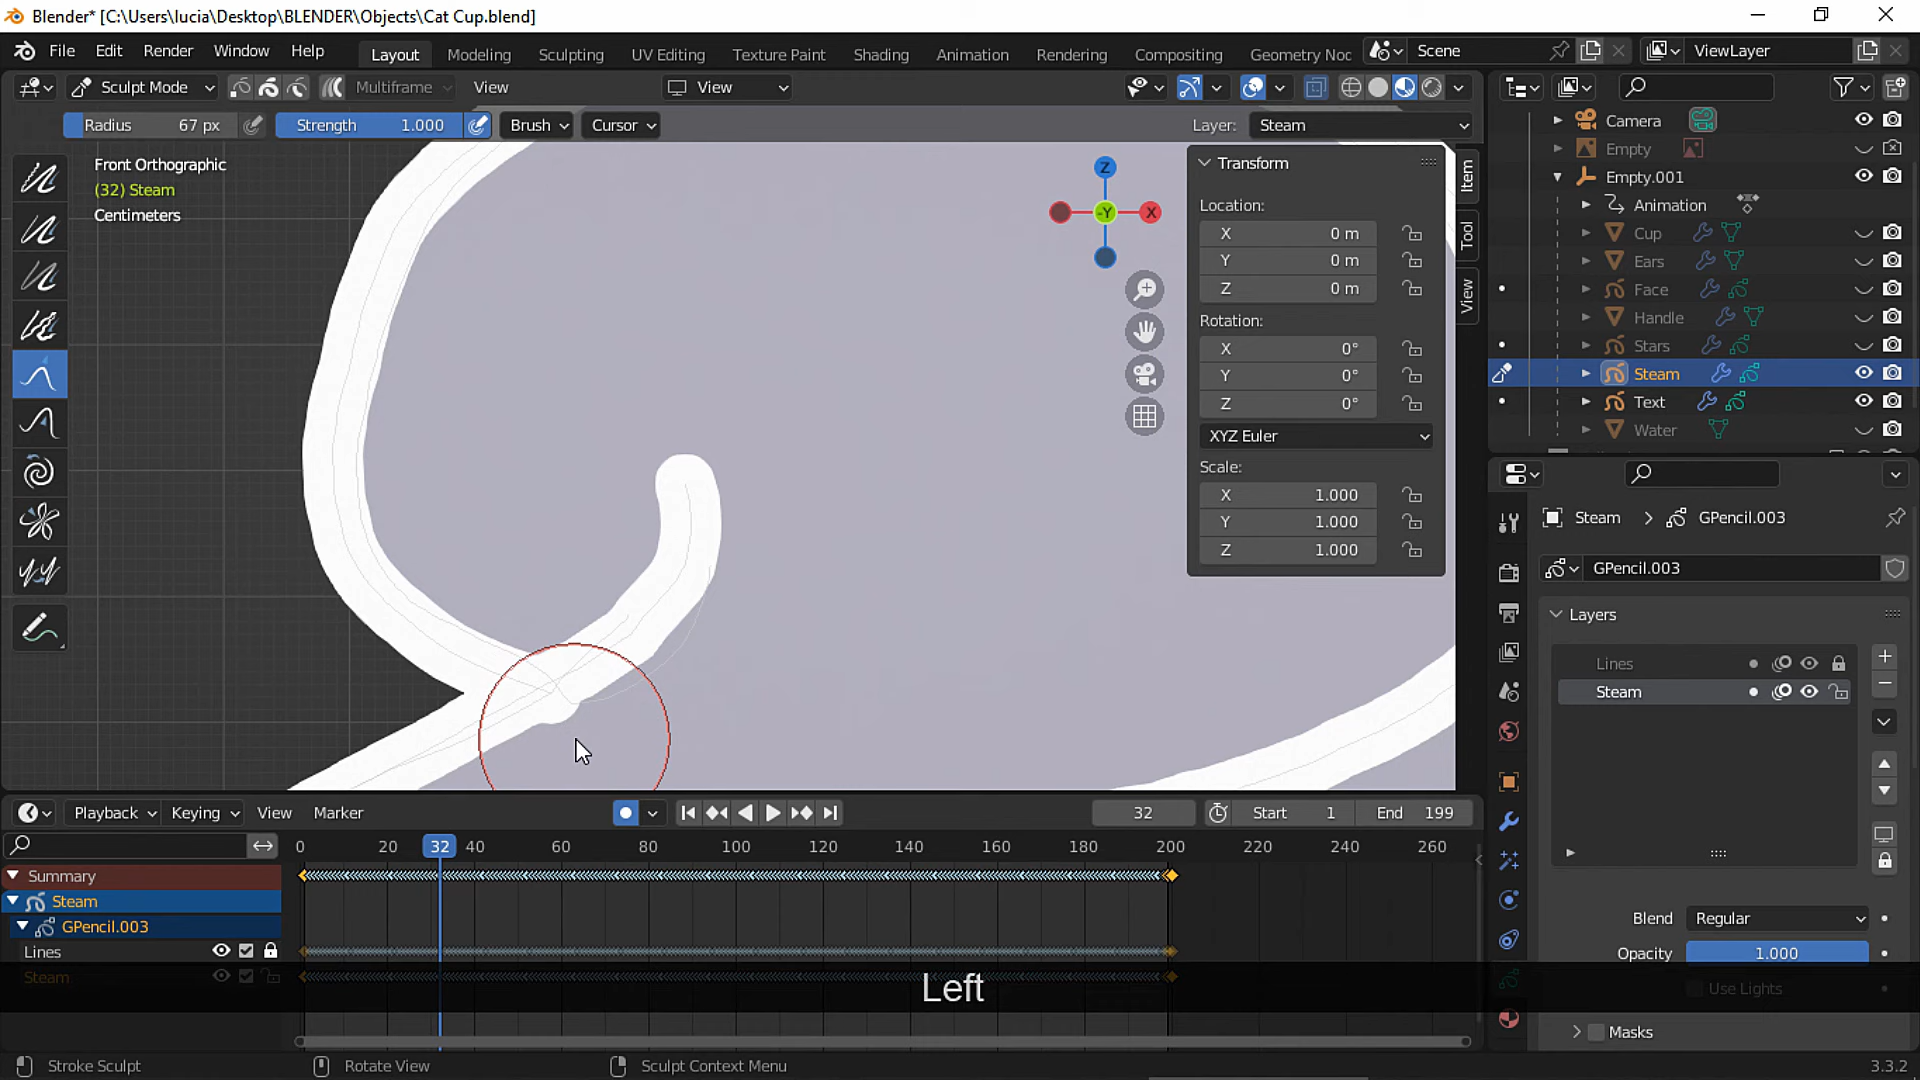 Blender* [C:\Users\lucia\Desktop\BLENDER\Objects\Cat Cup.blend]
File Edit Render Window Help
Layout Modeling Sculpting UV Editing Texture Paint Shading Animation Rendering Compositing Geometry Noc
Scene
ViewLayer
Sculpt Mode
Multiframe
View
View
Radius 67 px
Strength 1.000
Brush
Cursor
Layer: Steam
Front Orthographic
(32) Steam
Centimeters
Z
-Y
X
Transform
Location:
X 0 m
Y 0 m
Z 0 m
Rotation:
X 0°
Y 0°
Z 0°
XYZ Euler
Scale:
X 1.000
Y 1.000
Z 1.000
Item
Tool
View
Camera
Empty
Empty.001
Animation
Cup
Ears
Face
Handle
Stars
Steam
Text
Water
Steam GPencil.003
GPencil.003
Layers
Lines
Steam
Blend Regular
Opacity 1.000
Use Lights
Masks
Playback Keying View Marker
32
Start 1
End 199
0 20 32 40 60 80 100 120 140 160 180 200 220 240 260
Summary
Steam
GPencil.003
Lines
Steam
Left
Stroke Sculpt
Rotate View
Sculpt Context Menu
3.3.2